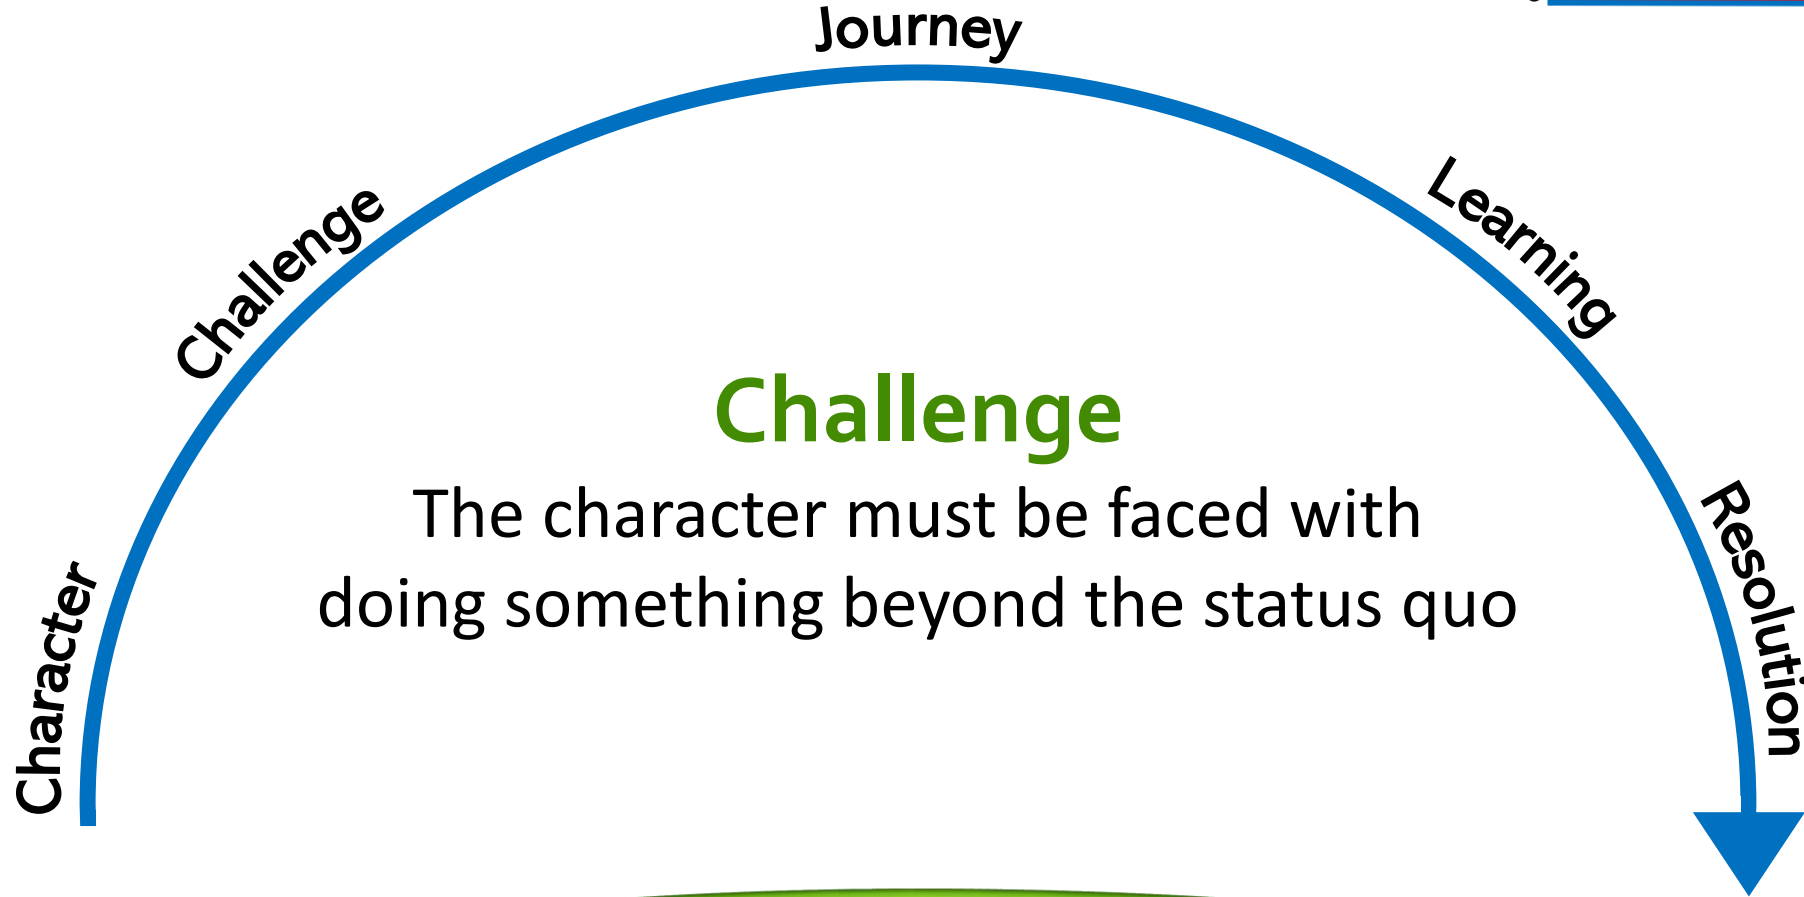 Journey
Challenge
Learning
Challenge
The character must be faced with
doing something beyond the status quo
Character
Resolution